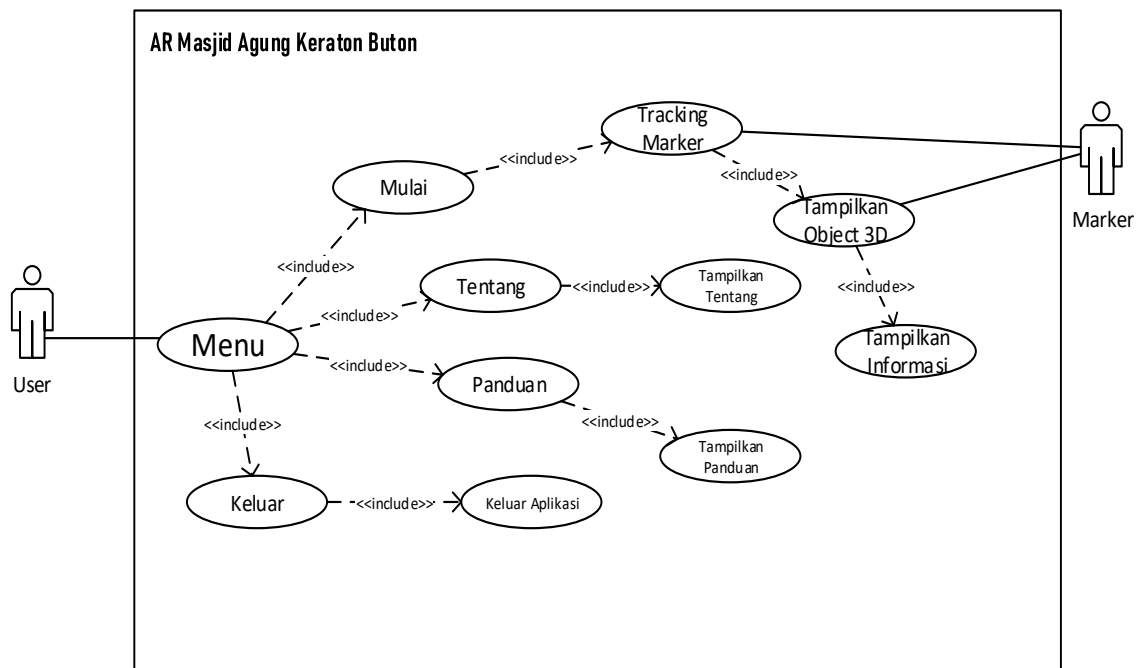 AR Masjid Agung Keraton Buton
Tracking
Marker
<<include>>
<<include>>
Mulai
Tampilkan
Object 3D
Marker
<<include>>
<<include>>
Tentang
<<include>>
Tampilkan
Tentang
<<include>>
<<include>>
Menu
Tampilkan
Informasi
User
<<include>>
Panduan
<<include>>
<<include>>
Tampilkan
Panduan
Keluar
<<include>>
Keluar Aplikasi